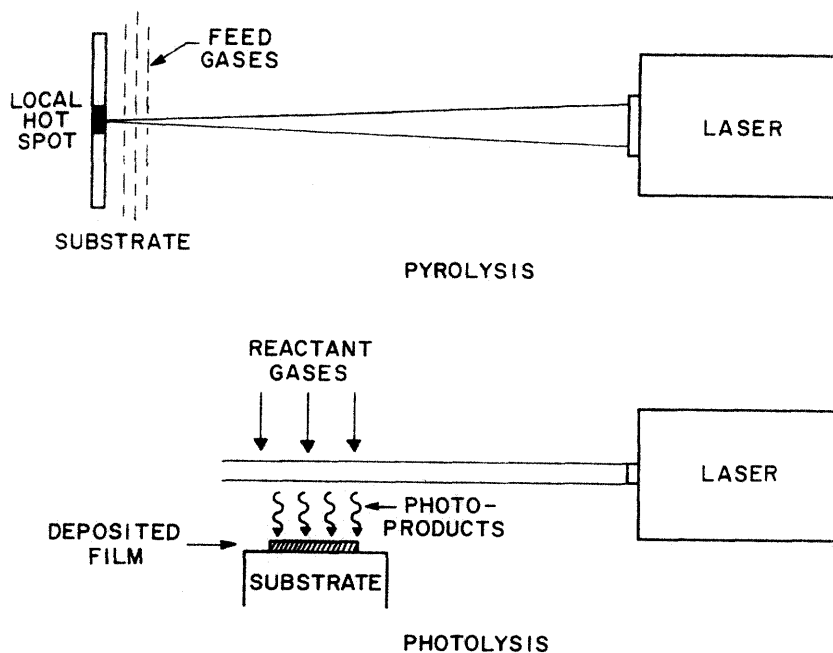 FEED
GASES
LOCAL
HOT
SPOT
LASER
SUBSTRATE
PYROLYSIS
REACTANT
GASES
LASER
PHOTO-
PRODUCTS
DEPOSITED
FILM
SUBSTRATE
PHOTOLYSIS